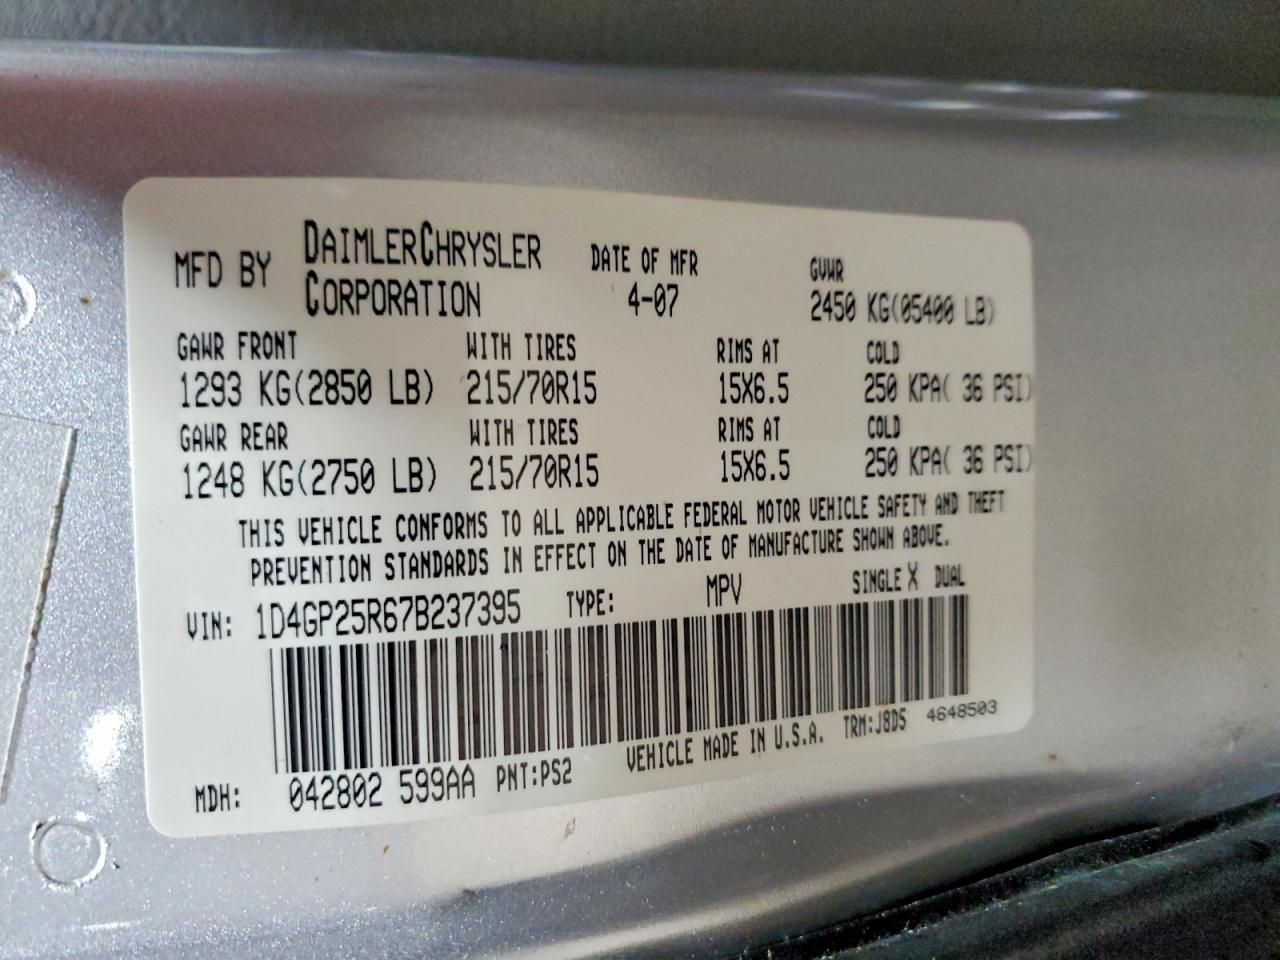 MFD BY DAIMLERCHRYSLER CORPORATION DATE OF MFR 4-07 GVWR 2450 KG(05400 LB)
GAWR FRONT WITH TIRES RIMS AT COLD
1293 KG(2850 LB) 215/70R15 15X6.5 250 KPA( 36 PSI)
GAWR REAR WITH TIRES RIMS AT COLD
1248 KG(2750 LB) 215/70R15 15X6.5 250 KPA( 36 PSI)
THIS VEHICLE CONFORMS TO ALL APPLICABLE FEDERAL MOTOR VEHICLE SAFETY AND THEFT
PREVENTION STANDARDS IN EFFECT ON THE DATE OF MANUFACTURE SHOWN ABOVE.
VIN: 1D4GP25R67B237395 TYPE: MPV SINGLE X DUAL
MDH: 042802 599AA PNT:PS2 VEHICLE MADE IN U.S.A. TRM:J8D5 4648503